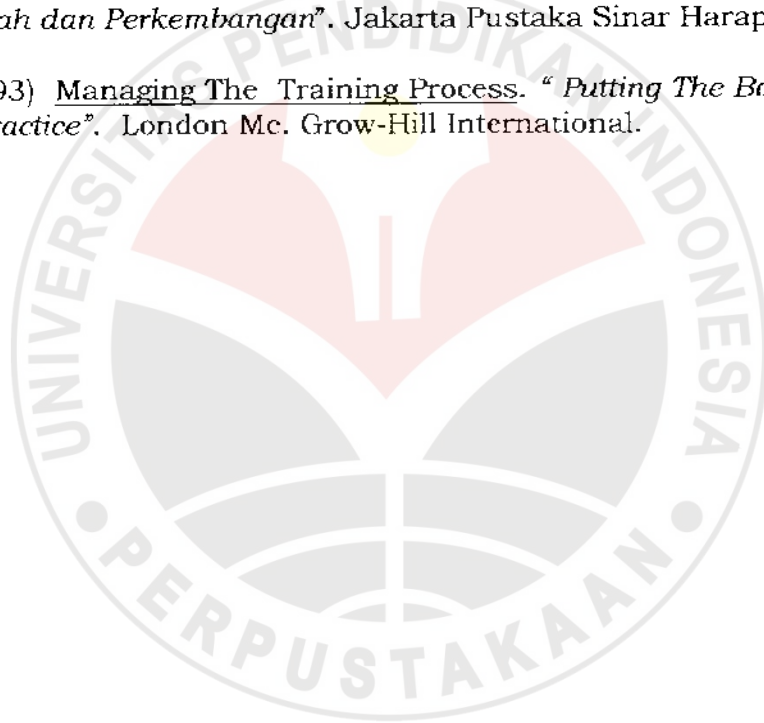 ah dan Perkembangan". Jakarta Pustaka Sinar Harap
93) Managing The Training Process. " Putting The Ba
ractice". London Mc. Grow-Hill International.
UNIVERSITAS PENDIDIKAN INDONESIA
PERPUSTAKAAN